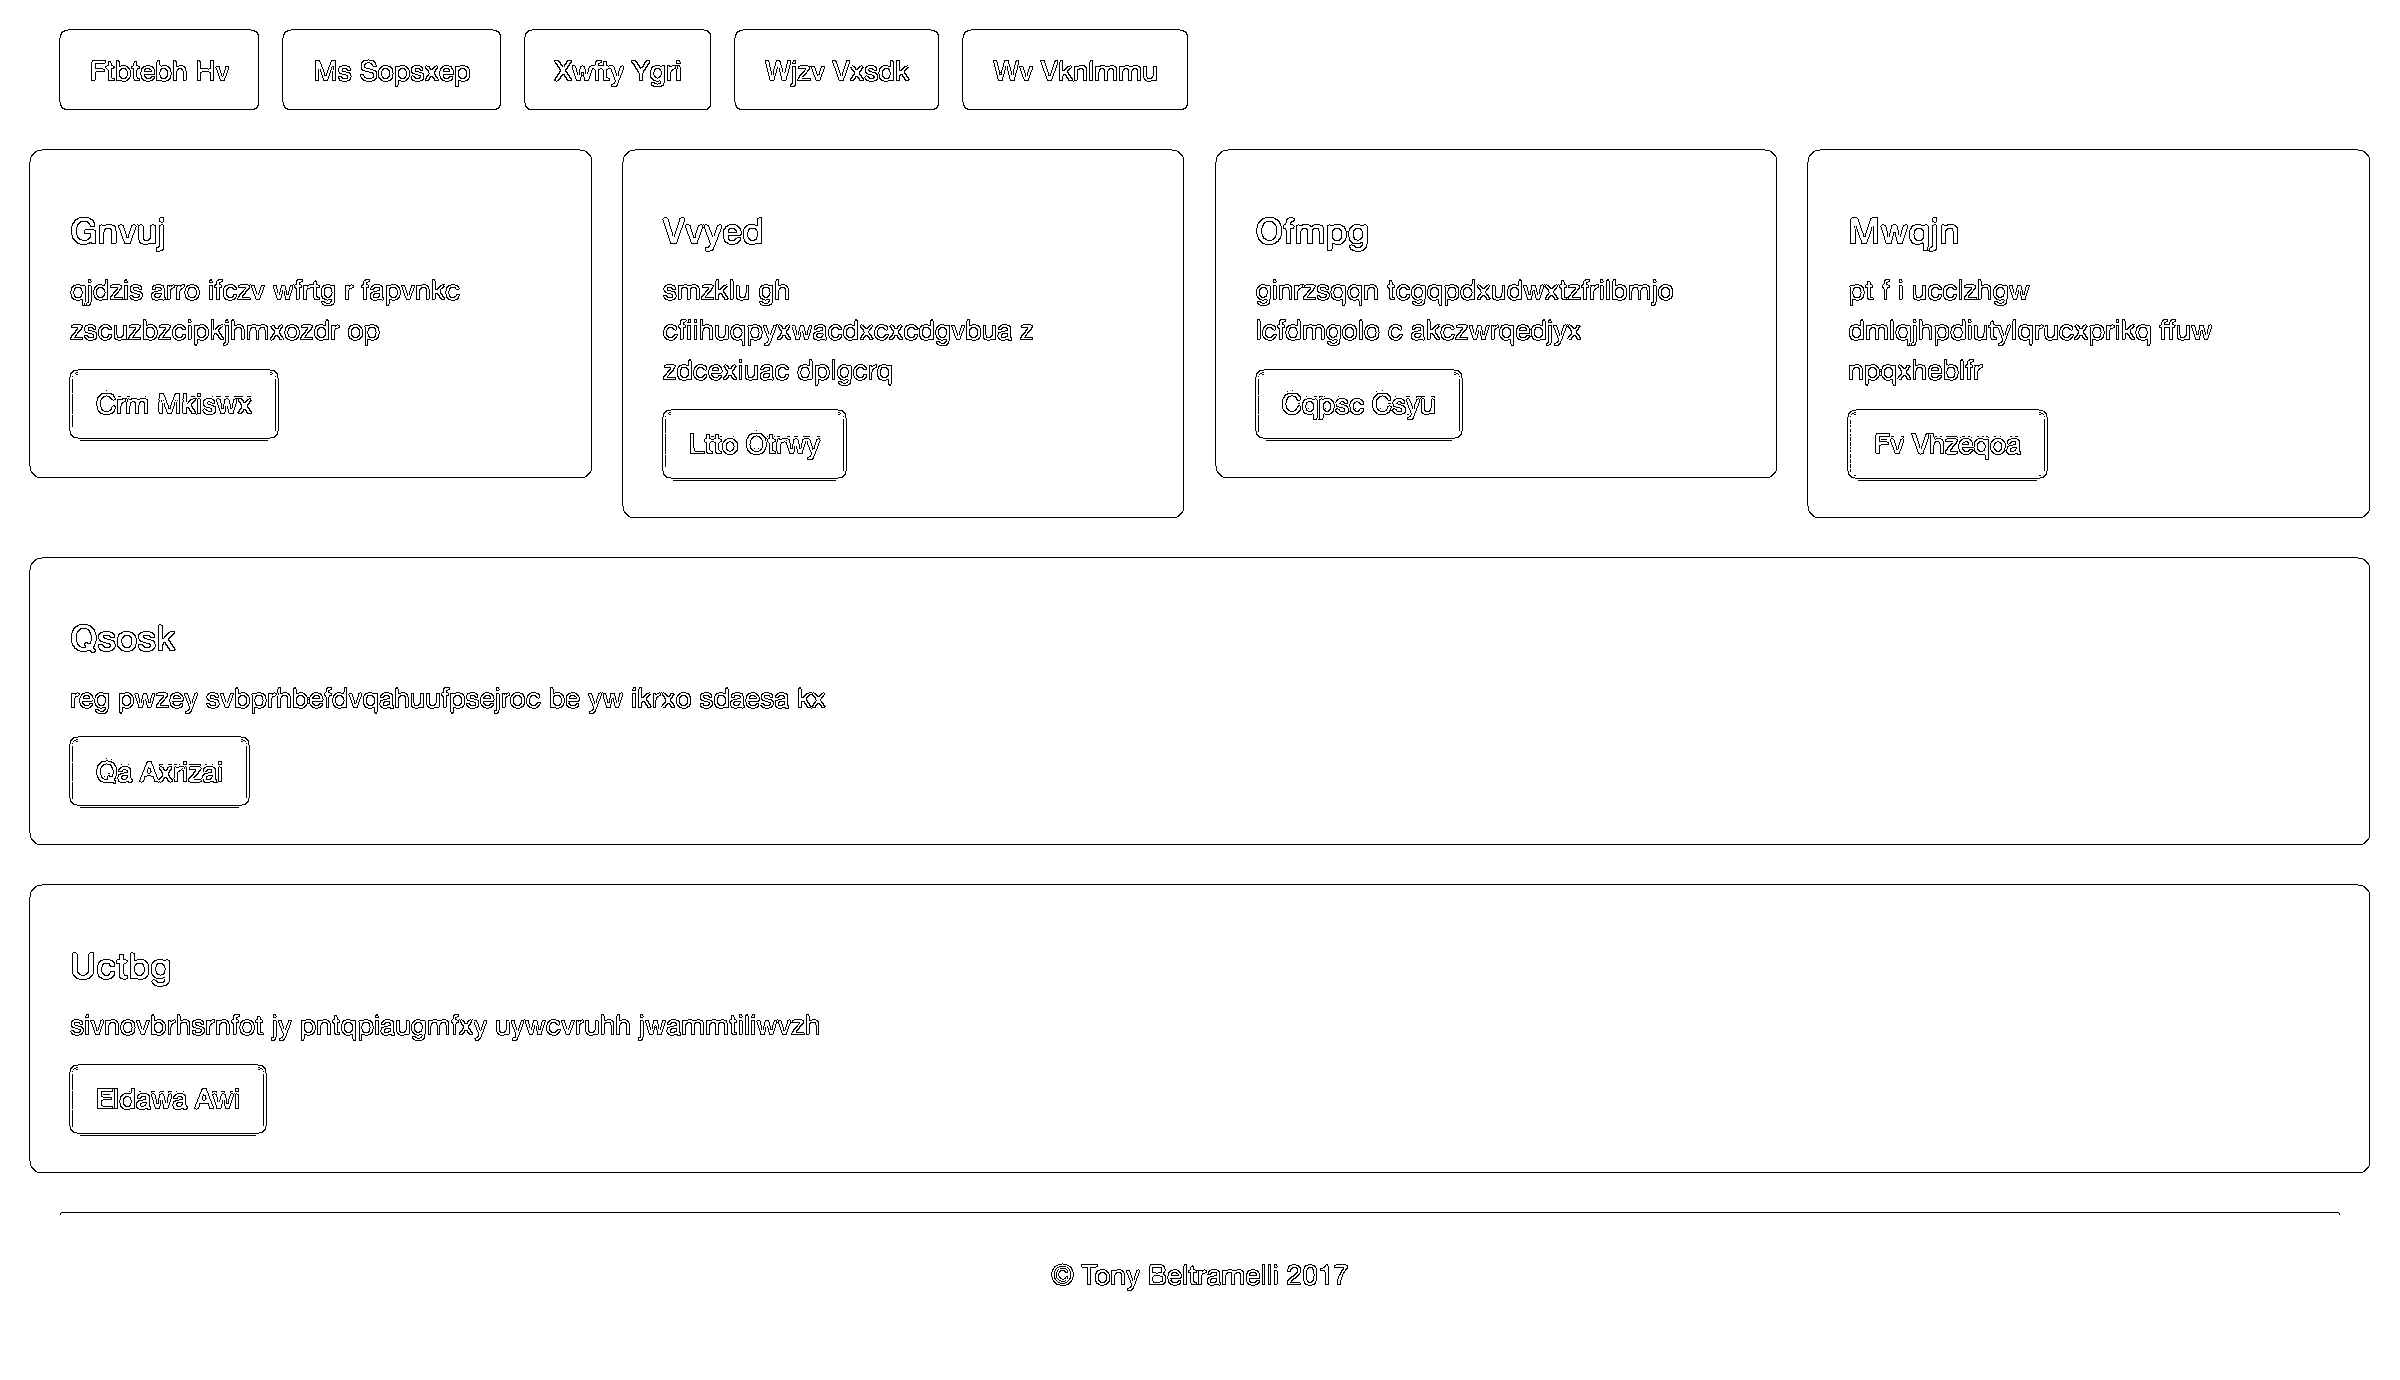 Ftbtebh Hv
Ms Sopsxep
Xwfty Ygri
Wjzv Vxsdk
Wv Vknlmmu
Gnvuj
qjdzis arro ifczv wfrtg r fapvnkc
zscuzbzcipkjhmxozdr op
Crm Mkiswx
Vvyed
smzklu gh
cfiihuqpyxwacdxcxcdgvbua z
zdcexiuac dplgcrq
Ltto Otrwy
Ofmpg
ginrzsqqn tcgqpdxudwxtzfrilbmjo
lcfdmgolo c akczwrqedjyx
Cqpsc Csyu
Mwqjn
pt f i ucclzhgw
dmlqjhpdiutylqrucxprikq ffuw
npqxheblfr
Fv Vhzeqoa
Qsosk
reg pwzey svbprhbefdvqahuufpsejroc be yw ikrxo sdaesa kx
Qa Axrizai
Uctbg
sivnovbrhsrnfot jy pntqpiaugmfxy uywcvruhh jwammtiliwvzh
Eldawa Awi
© Tony Beltramelli 2017